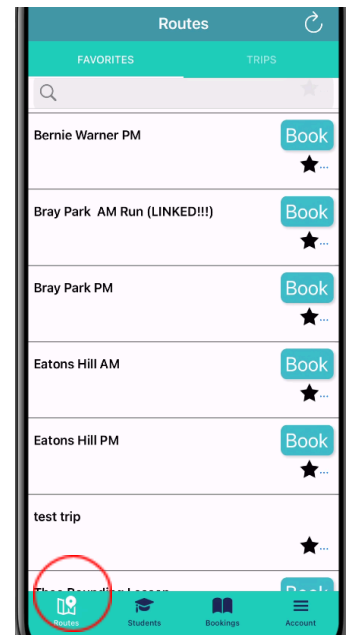 Routes
FAVORITES
TRIPS
Bernie Warner PM
Book
...
Bray Park AM Run (LINKED!!!)
Book
...
Bray Park PM
Book
...
Eatons Hill AM
Book
...
Eatons Hill PM
Book
...
test trip
...
Book
Routes
Students
Bookings
Account